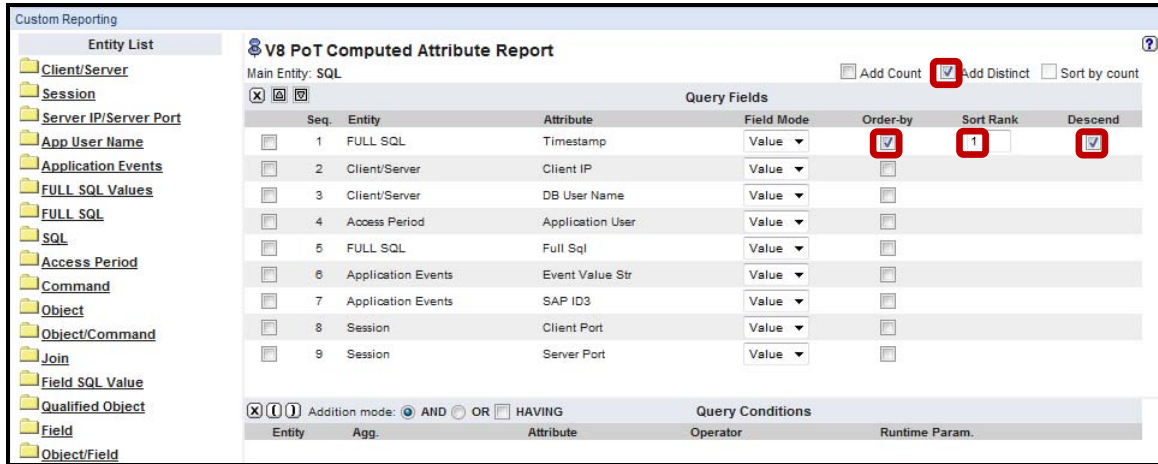 Custom Reporting
Entity List
Client/Server
Session
Server IP/Server Port
App User Name
Application Events
FULL SQL Values
FULL SQL
SQL
Access Period
Command
Object
Object/Command
Join
Field SQL Value
Qualified Object
Field
Object/Field
V8 PoT Computed Attribute Report
?
Main Entity: SQL
Add Count Add Distinct Sort by count
X Query Fields
Seq. Entity Attribute Field Mode Order-by Sort Rank Descend
1 FULL SQL Timestamp Value 1
2 Client/Server Client IP Value
3 Client/Server DB User Name Value
4 Access Period Application User Value
5 FULL SQL Full Sql Value
6 Application Events Event Value Str Value
7 Application Events SAP ID3 Value
8 Session Client Port Value
9 Session Server Port Value
X ( ) Addition mode: AND OR HAVING Query Conditions
Entity Agg. Attribute Operator Runtime Param.